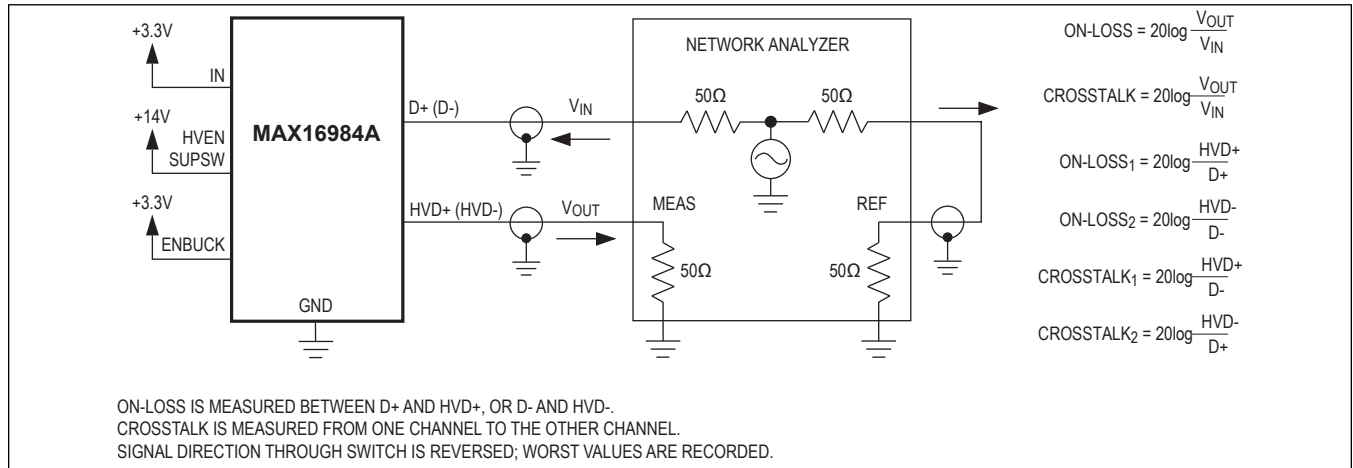 +3.3V
IN
+14V
HVEN
SUPSW
+3.3V
ENBUCK
MAX16984A
GND
D+ (D-)
HVD+ (HVD-)
VIN
VOUT
NETWORK ANALYZER
50Ω
50Ω
MEAS
REF
50Ω
50Ω
ON-LOSS = 20log VOUT
VIN
CROSSTALK = 20log VOUT
VIN
ON-LOSS1 = 20log HVD+
D+
ON-LOSS2 = 20log HVD-
D-
CROSSTALK1 = 20log HVD+
D-
CROSSTALK2 = 20log HVD-
D+
ON-LOSS IS MEASURED BETWEEN D+ AND HVD+, OR D- AND HVD-.
CROSSTALK IS MEASURED FROM ONE CHANNEL TO THE OTHER CHANNEL.
SIGNAL DIRECTION THROUGH SWITCH IS REVERSED; WORST VALUES ARE RECORDED.